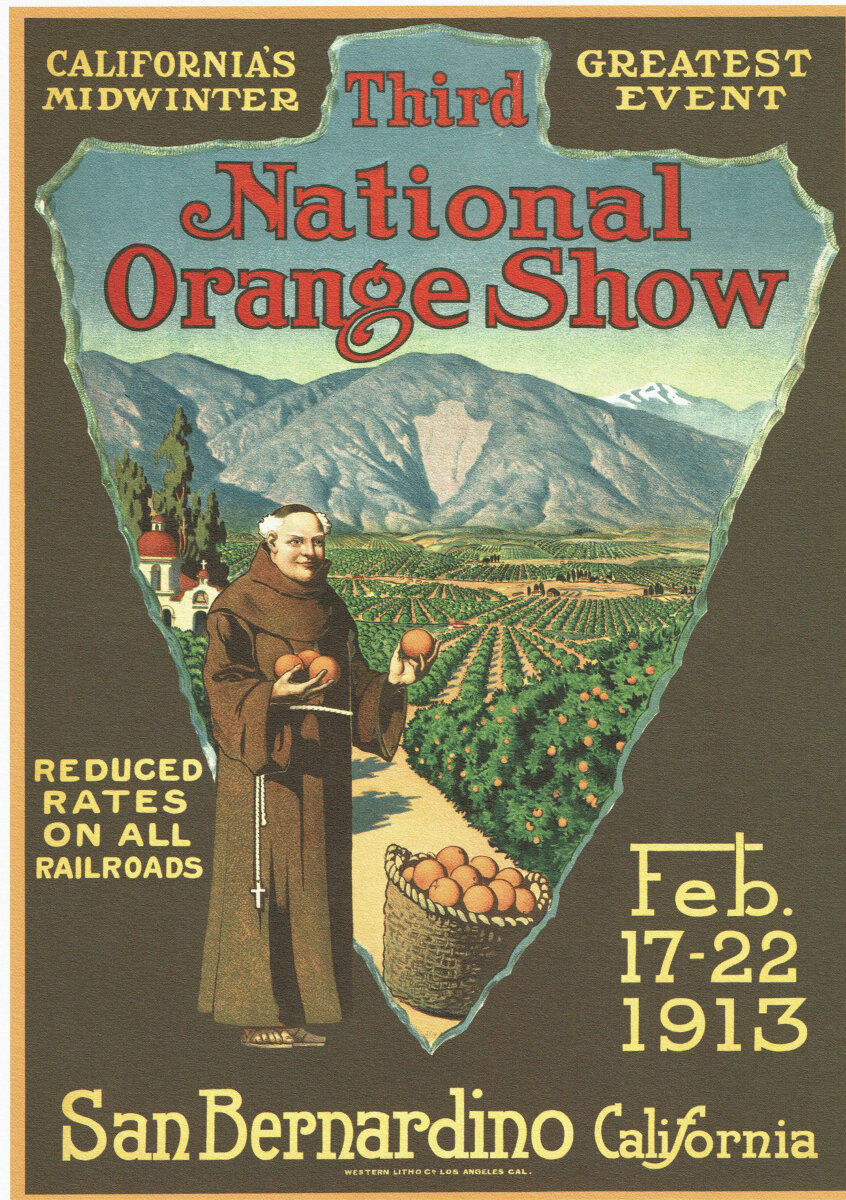 CALIFORNIA'S
MIDWINTER
GREATEST
EVENT
Third
National
Orange Show
REDUCED
RATES
ON ALL
RAILROADS
Feb.
17-22
1913
San Bernardino California
WESTERN LITHO Co LOS ANGELES CAL.